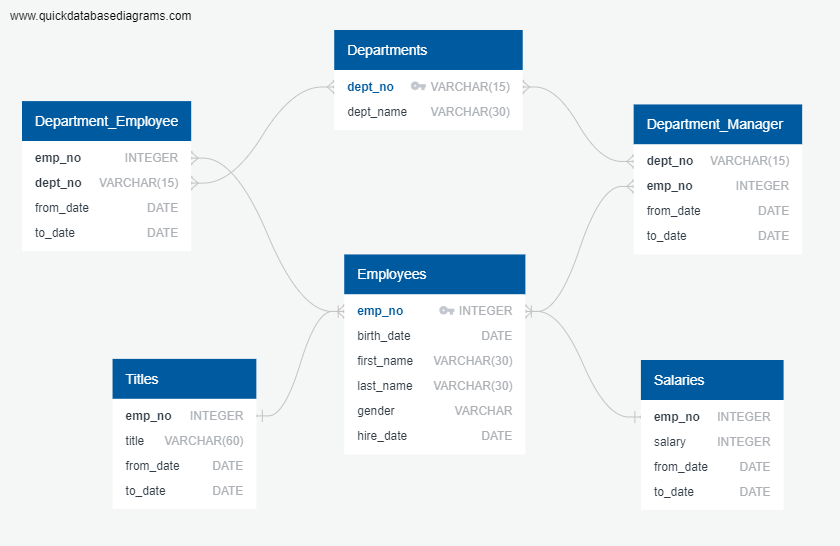 www.quickdatabasediagrams.com
Departments
dept_no VARCHAR(15)
dept_name VARCHAR(30)
Department_Employee
emp_no INTEGER
dept_no VARCHAR(15)
from_date DATE
to_date DATE
Department_Manager
dept_no VARCHAR(15)
emp_no INTEGER
from_date DATE
to_date DATE
Employees
emp_no INTEGER
birth_date DATE
first_name VARCHAR(30)
last_name VARCHAR(30)
gender VARCHAR
hire_date DATE
Titles
emp_no INTEGER
title VARCHAR(60)
from_date DATE
to_date DATE
Salaries
emp_no INTEGER
salary INTEGER
from_date DATE
to_date DATE